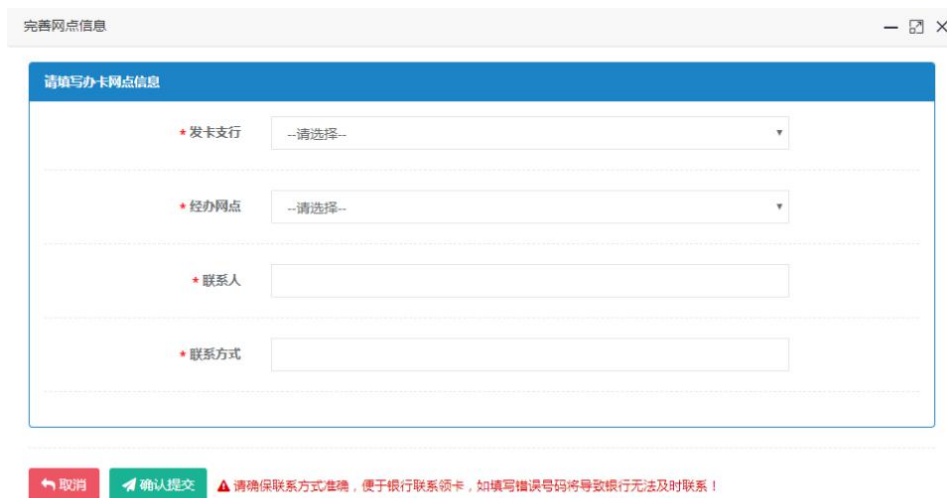 完善网点信息
请填写办卡网点信息
* 发卡支行 --请选择--
* 经办网点 --请选择--
* 联系人
* 联系方式
取消 确认提交 请确保联系方式准确，便于银行联系领卡，如填写错误号码将导致银行无法及时联系！